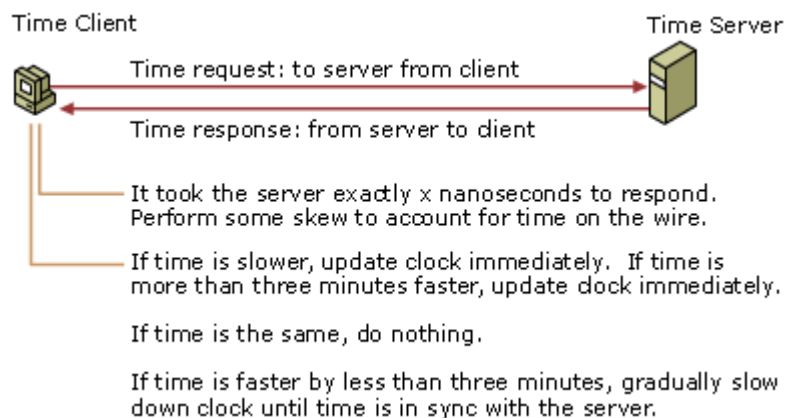 Time Client
Time Server
Time request: to server from client
Time response: from server to client
It took the server exactly x nanoseconds to respond.
Perform some skew to account for time on the wire.
If time is slower, update clock immediately.  If time is
more than three minutes faster, update clock immediately.
If time is the same, do nothing.
If time is faster by less than three minutes, gradually slow
down clock until time is in sync with the server.